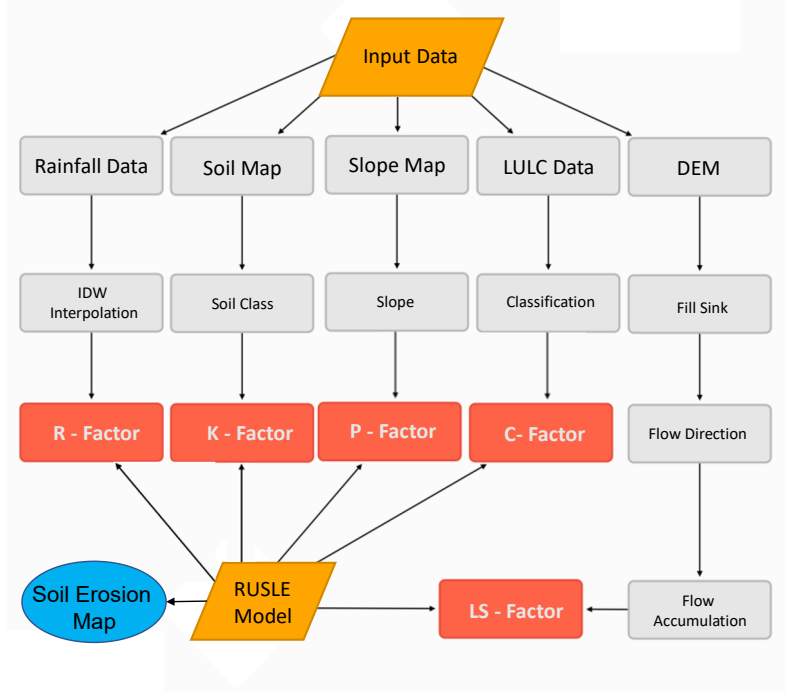 Input Data
Rainfall Data
Soil Map
Slope Map
LULC Data
DEM
IDW
Interpolation
Soil Class
Slope
Classification
Fill Sink
R - Factor
K - Factor
P - Factor
C- Factor
Flow Direction
Soil Erosion
Map
RUSLE
Model
LS - Factor
Flow
Accumulation